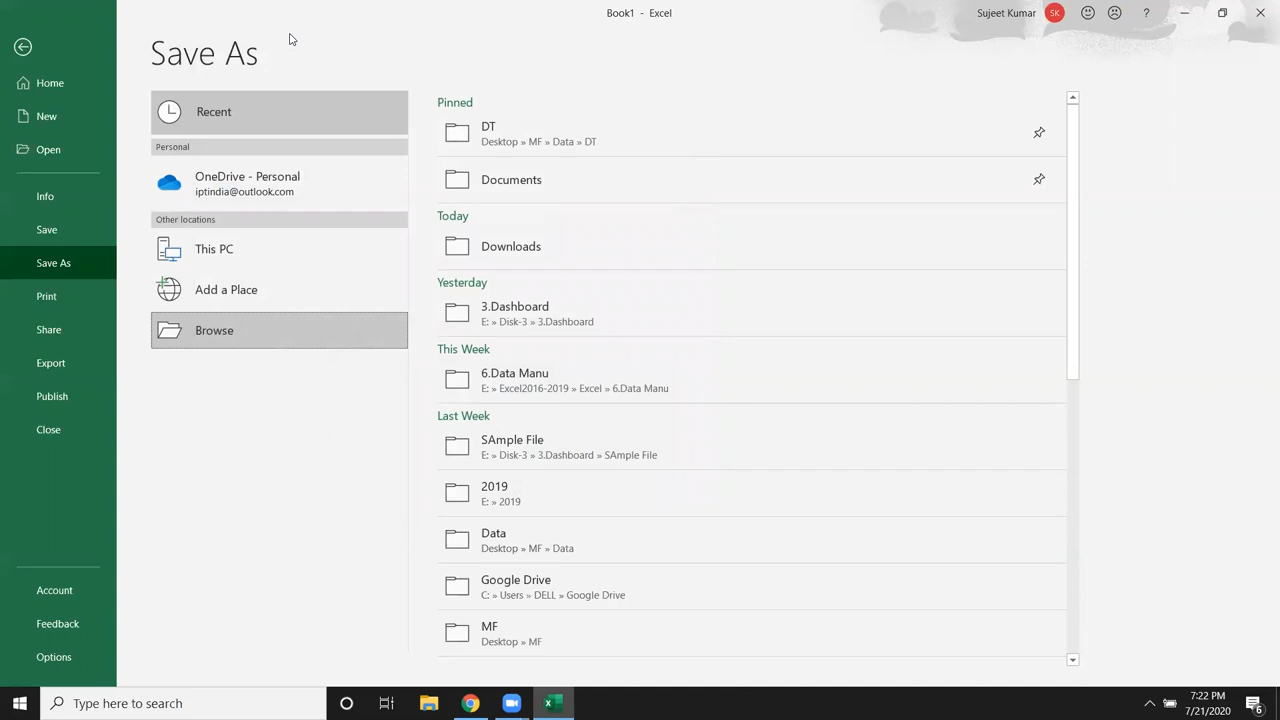 Book1 - Excel
Sujeet Kumar
SK
?
Save As
Home
New
Open
Info
Save
Save As
Print
Share
Export
Publish
Close
Account
Feedback
Options
Recent
Personal
OneDrive - Personal
iptindia@outlook.com
Other locations
This PC
Add a Place
Browse
Pinned
DT
Desktop » MF » Data » DT
Documents
Today
Downloads
Yesterday
3.Dashboard
E: » Disk-3 » 3.Dashboard
This Week
6.Data Manu
E: » Excel2016-2019 » Excel » 6.Data Manu
Last Week
SAmple File
E: » Disk-3 » 3.Dashboard » SAmple File
2019
E: » 2019
Data
Desktop » MF » Data
Google Drive
C: » Users » DELL » Google Drive
MF
Desktop » MF
Type here to search
7:22 PM
7/21/2020
6